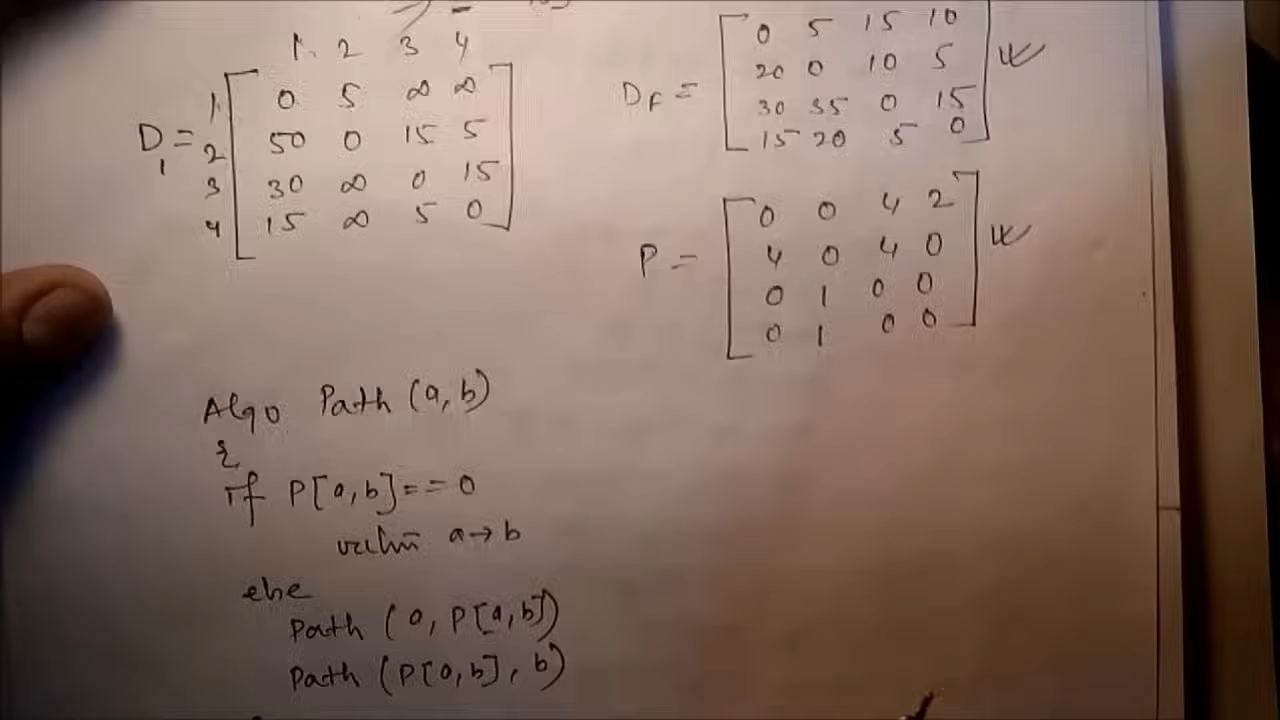 1. 2 3 4
D1 =
1. 0 5 ∞ ∞
2 50 0 15 5
3 30 ∞ 0 15
4 15 ∞ 5 0
DF =
0 5 15 10
20 0 10 5
30 35 0 15
15 20 5 0
P =
0 0 4 2
4 0 4 0
0 1 0 0
0 1 0 0
Algo Path (a, b)
{
if P[a,b]==0
return a→b
else
Path (a, P[a,b])
Path (P[a,b], b)